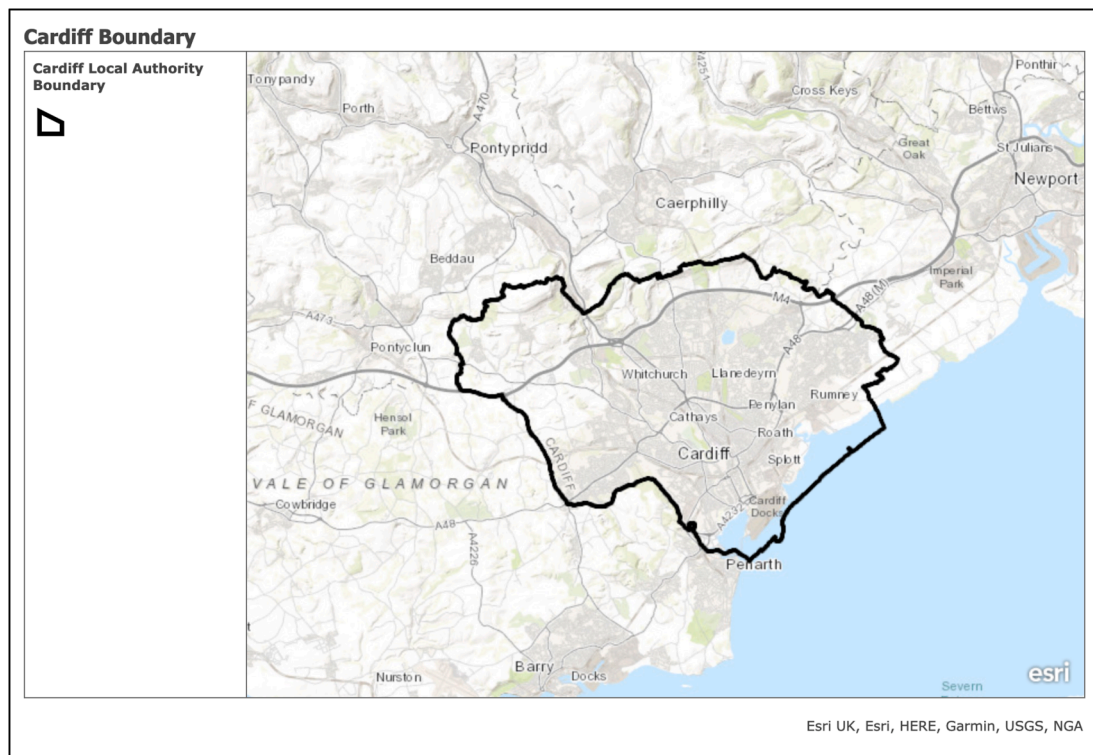 Cardiff Boundary
Cardiff Local Authority
Boundary
Tonypandy
Porth
A470
Pontypridd
A4251
Cross Keys
Ponthir
Bettws
Great
Oak
St Julians
Newport
Caerphilly
Beddau
Imperial
Park
M4
A48(M)
A473
Pontyclun
A48
Whitchurch
Llanedeyrn
Rumney
Penylan
Cathays
Roath
F GLAMORGAN
Hensol
Park
CARDIFF
Cardiff
Splott
VALE OF GLAMORGAN
Cowbridge
A48
A4226
A4232
Cardiff
Docks
Penarth
t
Barry
Docks
Nurston
Severn
esri
Esri UK, Esri, HERE, Garmin, USGS, NGA